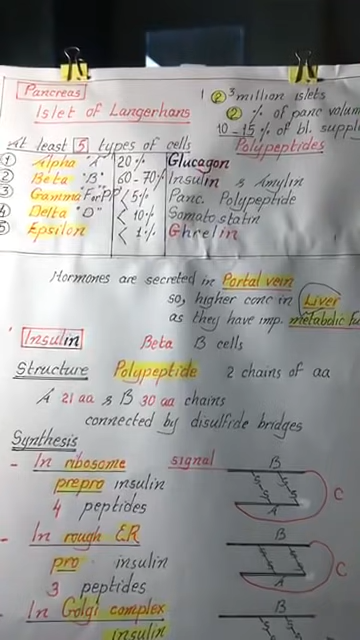 Pancreas
1 ② 3 million islets
Islet of Langerhans
② % of panc volum
10 - 15 % of bl. supply
At least 5 types of cells
Polypeptides
① Alpha "A" 20 % Glucagon
② Beta "B" 60 - 70 % Insulin & Amylin
③ Gamma "F or PP" < 5 % Panc. Polypeptide
④ Delta "D" < 10 % Somatostatin
⑤ Epsilon < 1 % Ghrelin
Hormones are secreted in Portal vein
so, higher conc in Liver
as they have imp. metabolic fu
Insulin Beta B cells
Structure Polypeptide 2 chains of aa
A 21 aa & B 30 aa chains
connected by disulfide bridges
Synthesis
- In ribosome signal B
prepro insulin S S C
4 peptides S S A
- In rough ER B
pro insulin S S C
3 peptides S S A
- In Golgi complex B
insulin